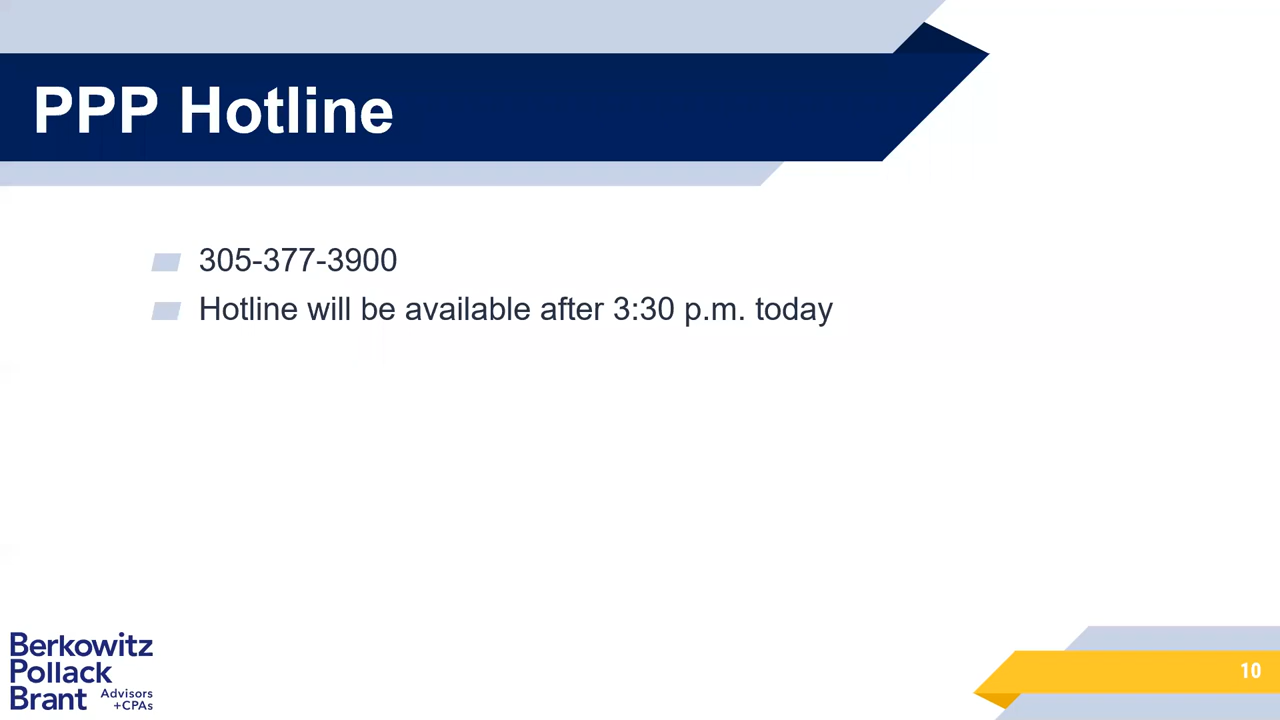 PPP Hotline
305-377-3900
Hotline will be available after 3:30 p.m. today
Berkowitz
Pollack
Brant Advisors
+CPAs
10